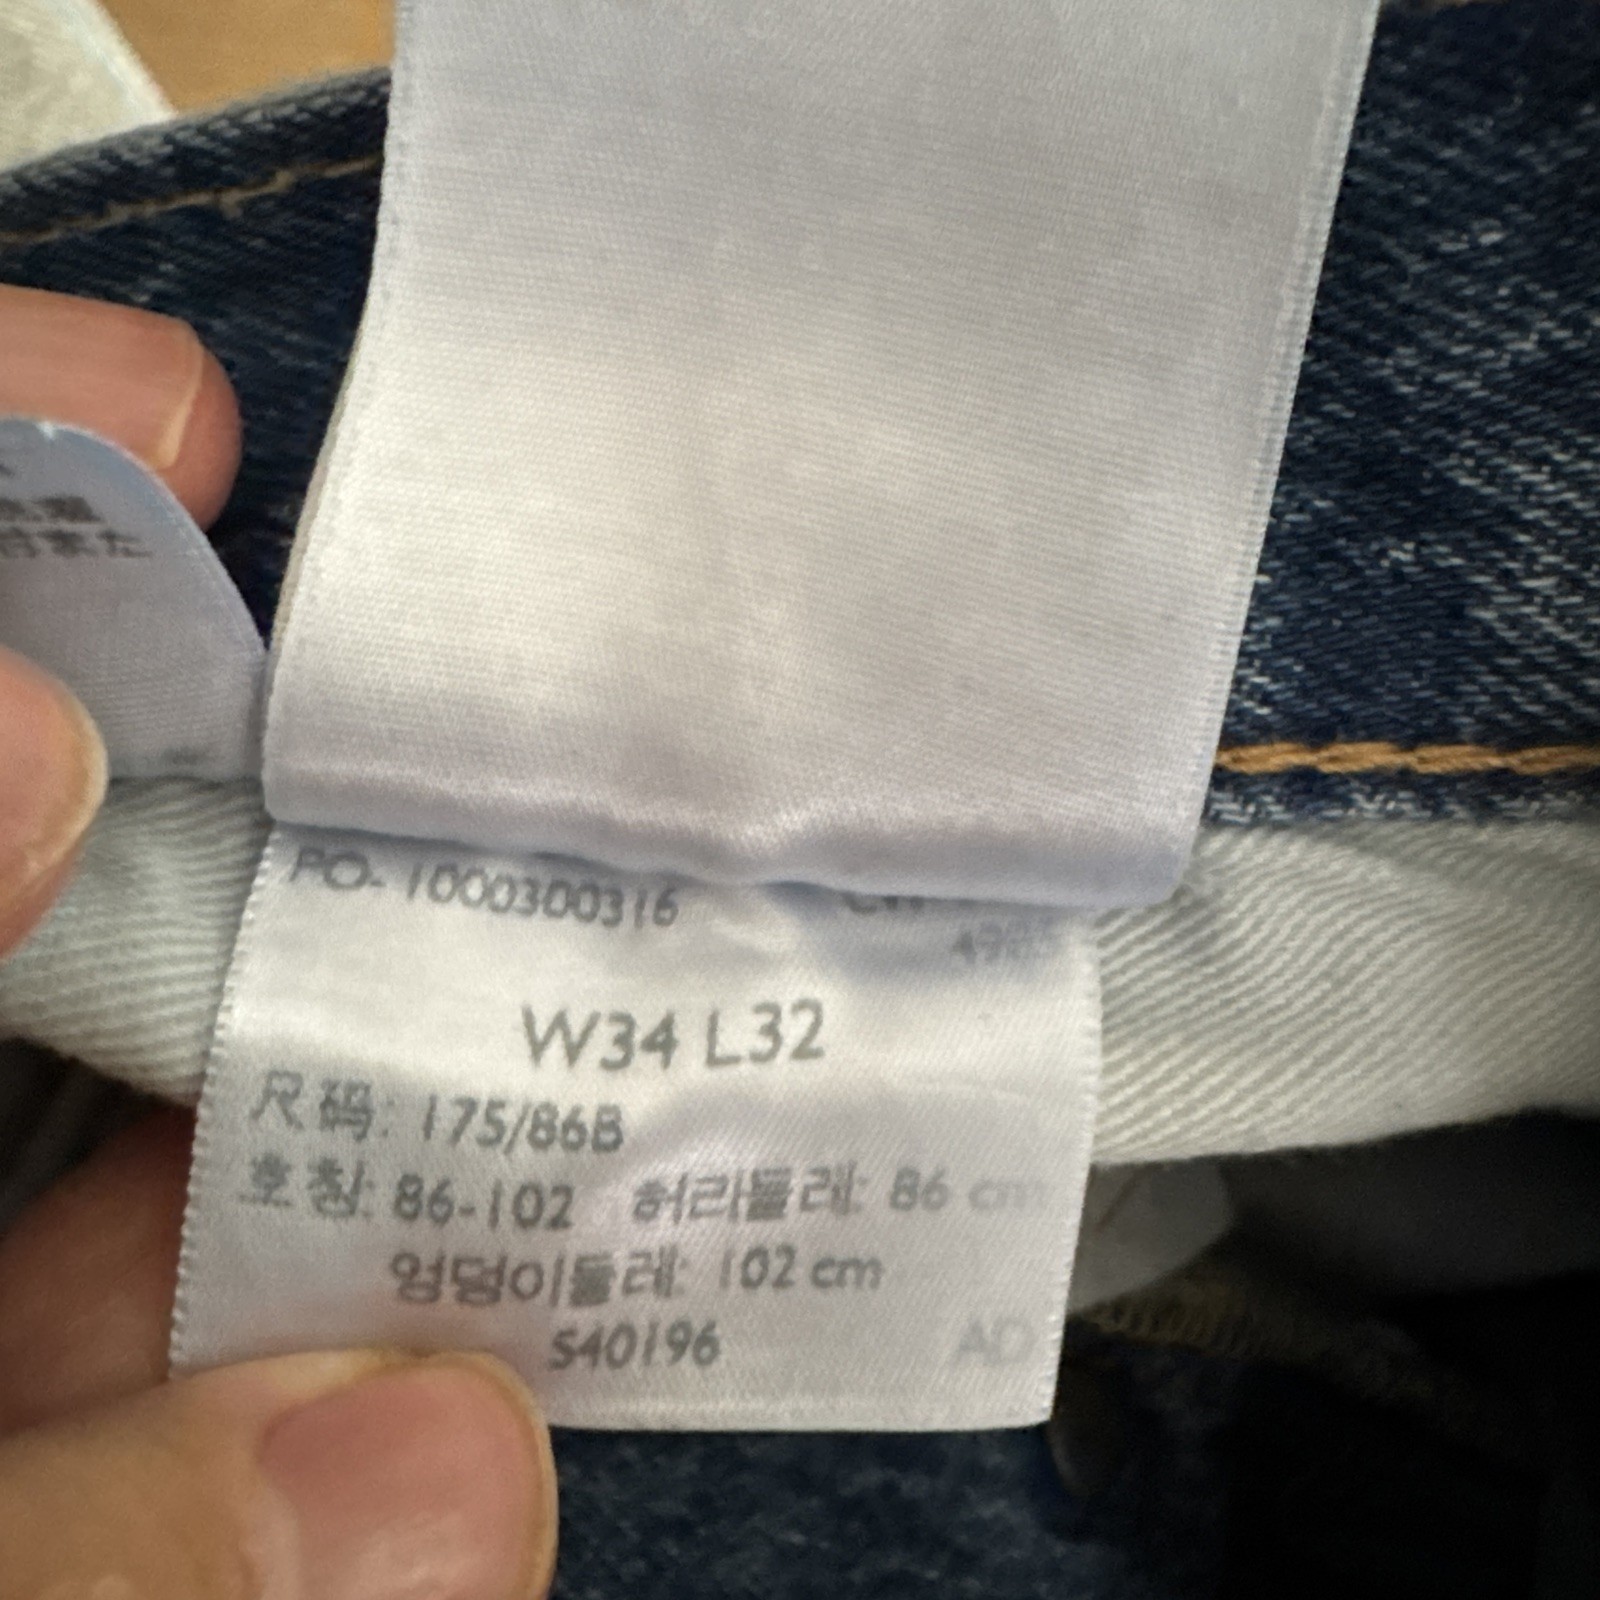 PO- 1000300316
W34 L32
尺码: 175/86B
호칭: 86-102 허리둘레: 86 cm
엉덩이둘레: 102 cm
S40196 AD